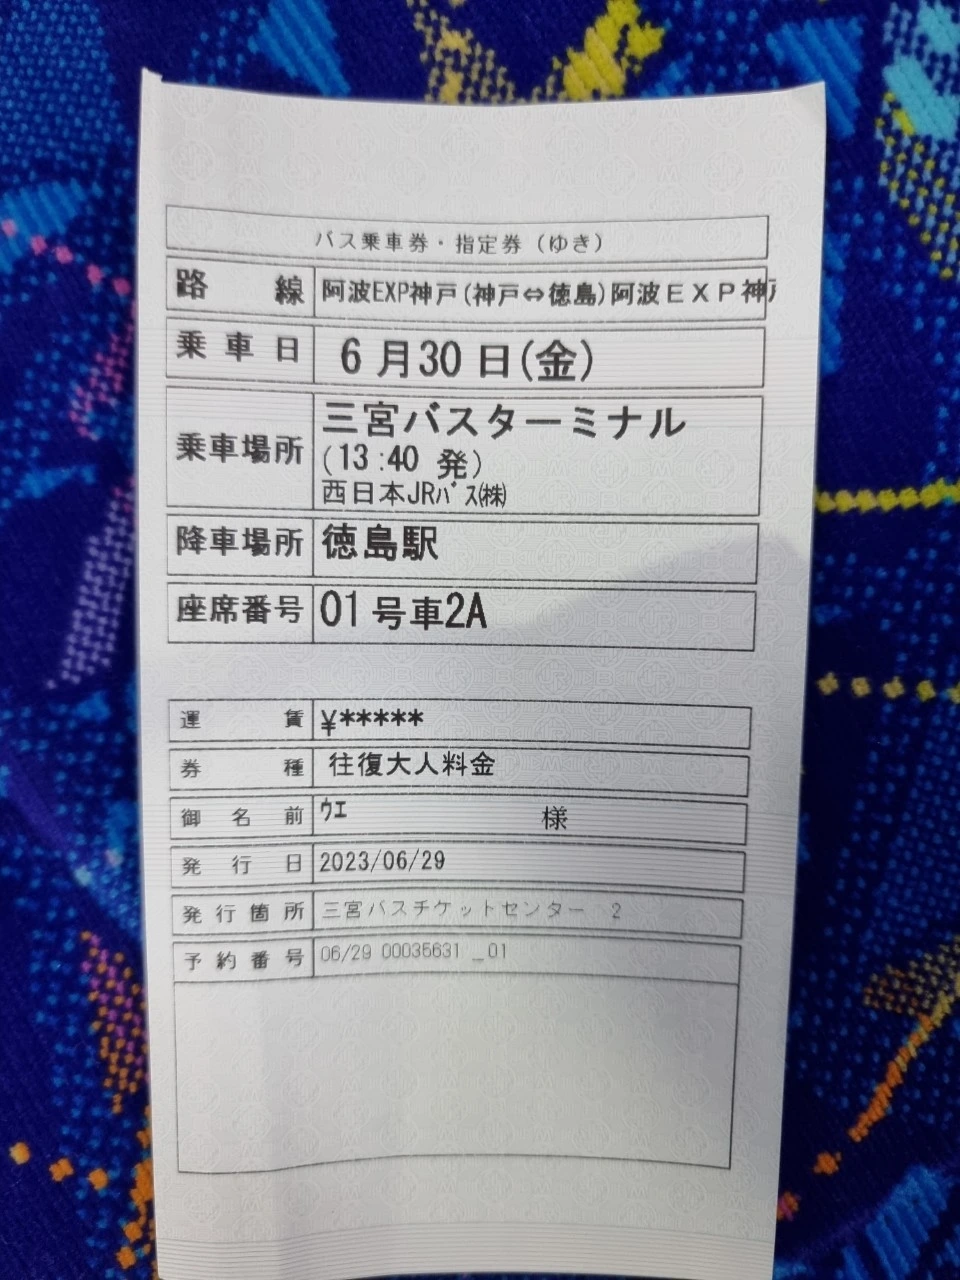 バス乗車券・指定券（ゆき）
路線 阿波EXP神戸(神戸⇔徳島)阿波ＥＸＰ神戸
乗車日 6月30日(金)
乗車場所 三宮バスターミナル
(13:40 発)
西日本JRﾊﾞｽ㈱
降車場所 徳島駅
座席番号 01号車2A
運賃 ¥*****
券種 往復大人料金
御名前 ｳｴ 様
発行日 2023/06/29
発行箇所 三宮バスチケットセンター 2
予約番号 06/29 00035631 _01